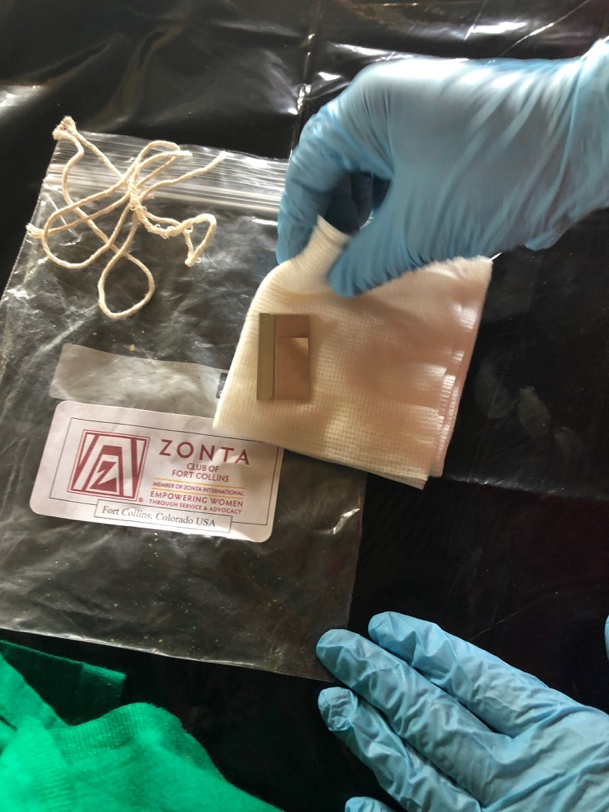 ZONTA
CLUB OF
FORT COLLINS
MEMBER OF ZONTA INTERNATIONAL
EMPOWERING WOMEN
THROUGH SERVICE & ADVOCACY
Fort Collins, Colorado USA